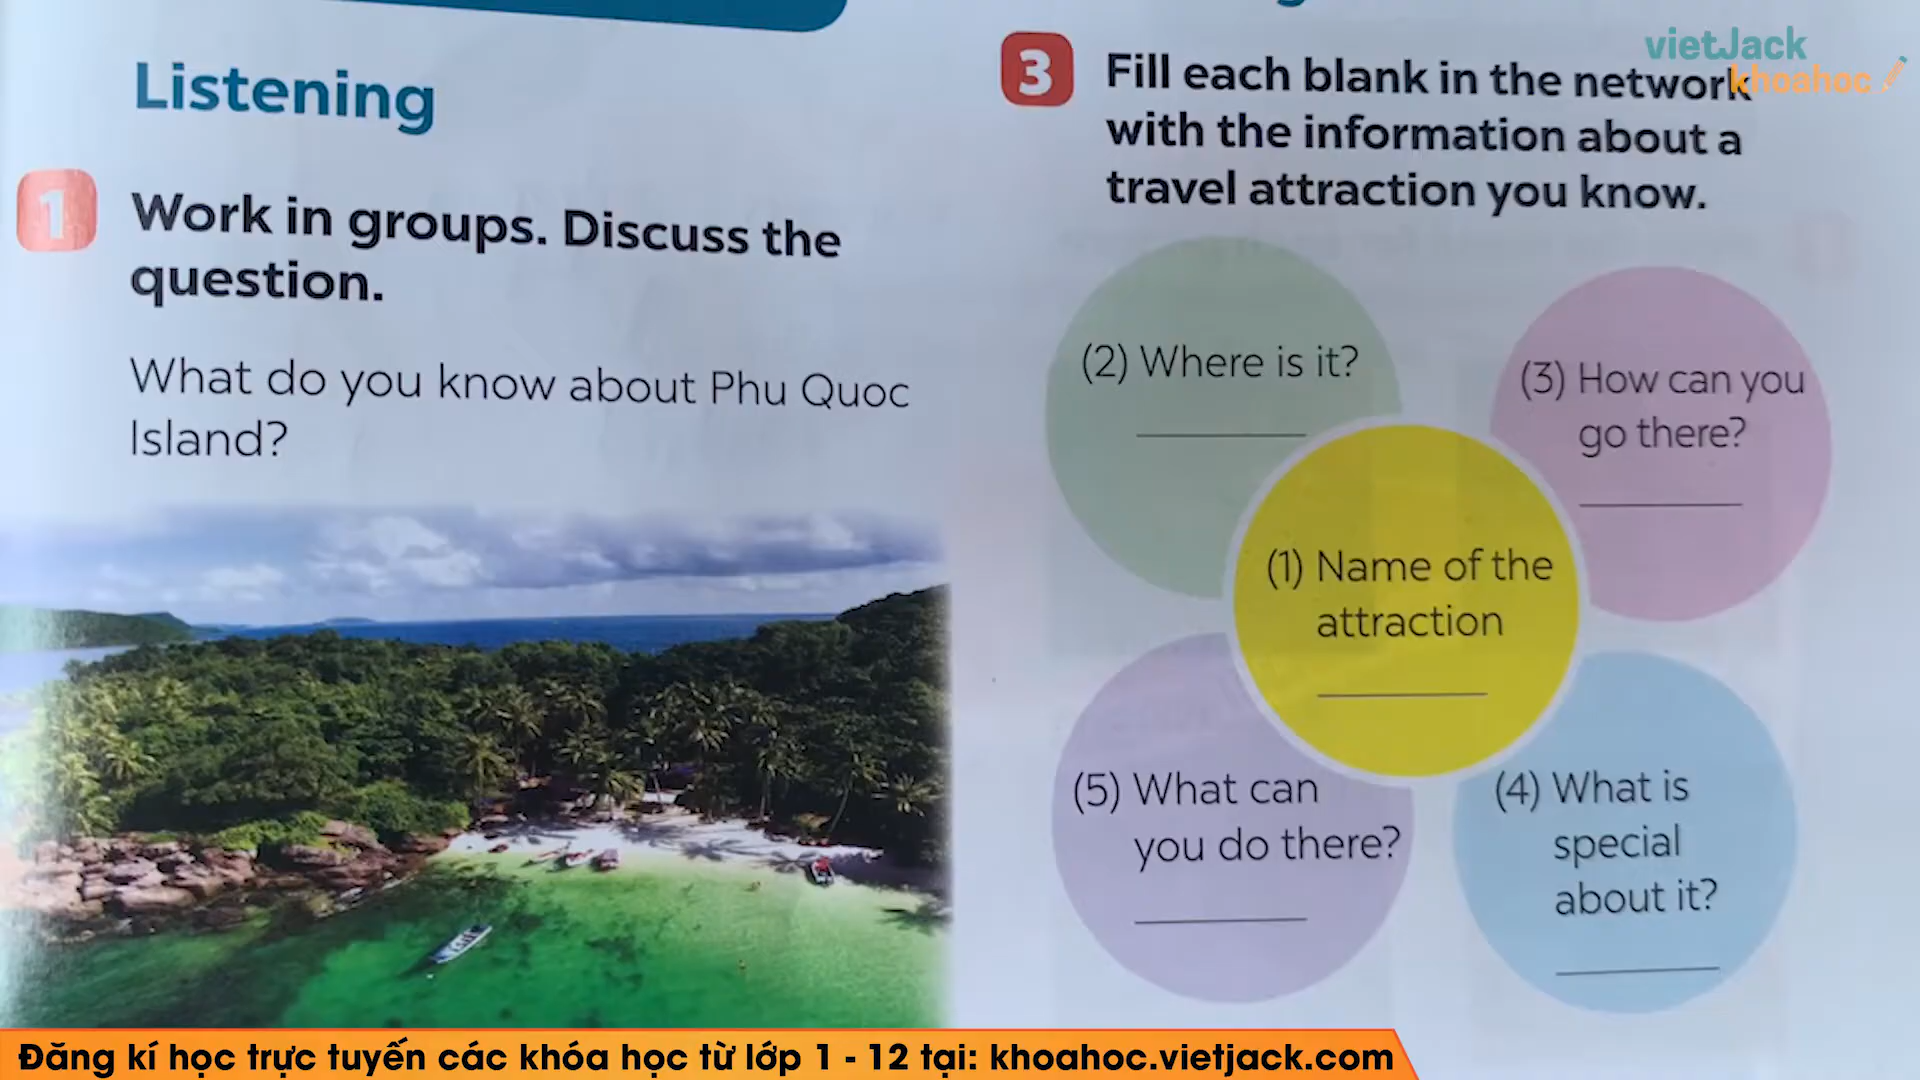 Listening
1 Work in groups. Discuss the
question.
What do you know about Phu Quoc
Island?
vietJack
khoahoc
3 Fill each blank in the network
with the information about a
travel attraction you know.
(2) Where is it?
(3) How can you
go there?
(1) Name of the
attraction
(5) What can
you do there?
(4) What is
special
about it?
Đăng kí học trực tuyến các khóa học từ lớp 1 - 12 tại: khoahoc.vietjack.com